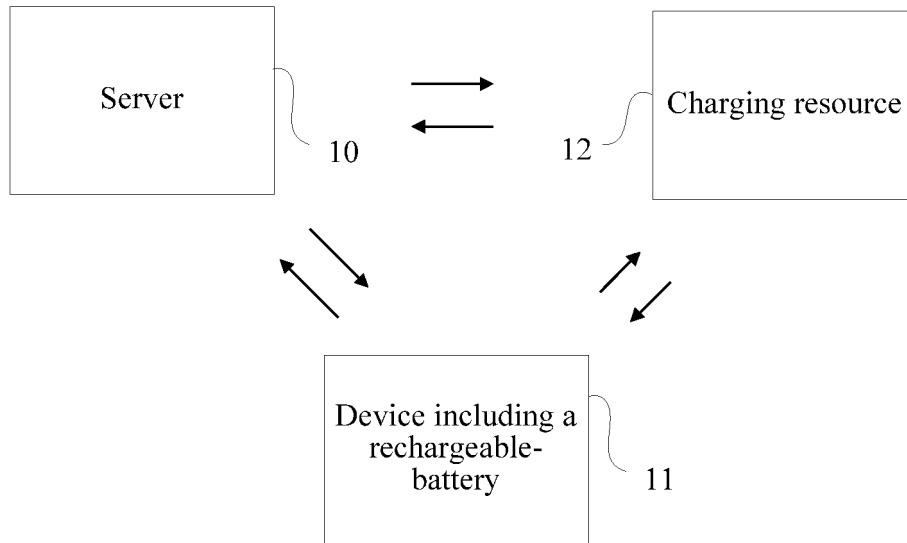 Server
Charging resource
10
12
Device including a
rechargeable-
battery
11